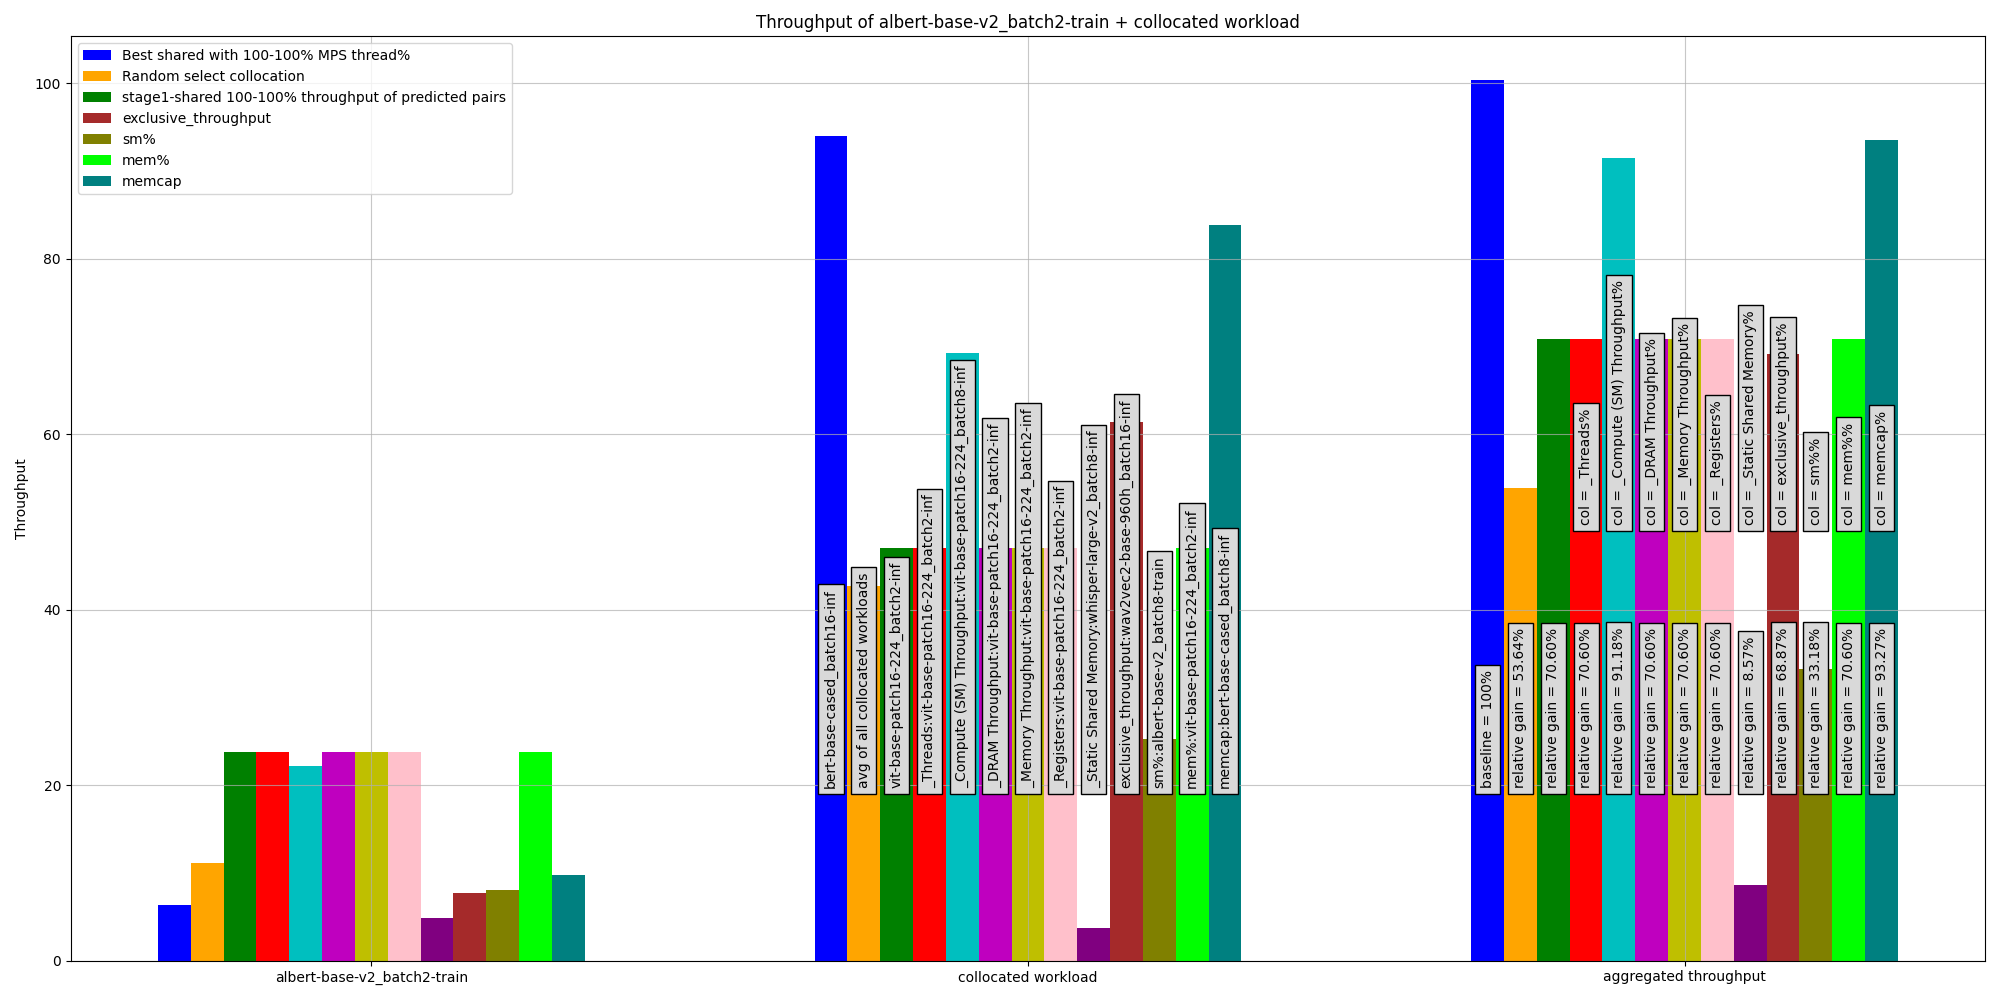 Throughput of albert-base-v2_batch2-train + collocated workload
Best shared with 100-100% MPS thread%
Random select collocation
stage1-shared 100-100% throughput of predicted pairs
exclusive_throughput
sm%
mem%
memcap
Throughput
100
80
60
40
20
0
bert-base-cased_batch16-inf
avg of all collocated workloads
vit-base-patch16-224_batch2-inf
_Threads:vit-base-patch16-224_batch2-inf
_Compute (SM) Throughput:vit-base-patch16-224_batch8-inf
_DRAM Throughput:vit-base-patch16-224_batch2-inf
_Memory Throughput:vit-base-patch16-224_batch2-inf
_Registers:vit-base-patch16-224_batch2-inf
_Static Shared Memory:whisper-large-v2_batch8-inf
exclusive_throughput:wav2vec2-base-960h_batch16-inf
sm%:albert-base-v2_batch8-train
mem%:vit-base-patch16-224_batch2-inf
memcap:bert-base-cased_batch8-inf
col = _Threads%
col = _Compute (SM) Throughput%
col = _DRAM Throughput%
col = _Memory Throughput%
col = _Registers%
col = _Static Shared Memory%
col = exclusive_throughput%
col = sm%%
col = mem%%
col = memcap%
baseline = 100%
relative gain = 53.64%
relative gain = 70.60%
relative gain = 70.60%
relative gain = 91.18%
relative gain = 70.60%
relative gain = 70.60%
relative gain = 70.60%
relative gain = 8.57%
relative gain = 68.87%
relative gain = 33.18%
relative gain = 70.60%
relative gain = 93.27%
albert-base-v2_batch2-train
collocated workload
aggregated throughput